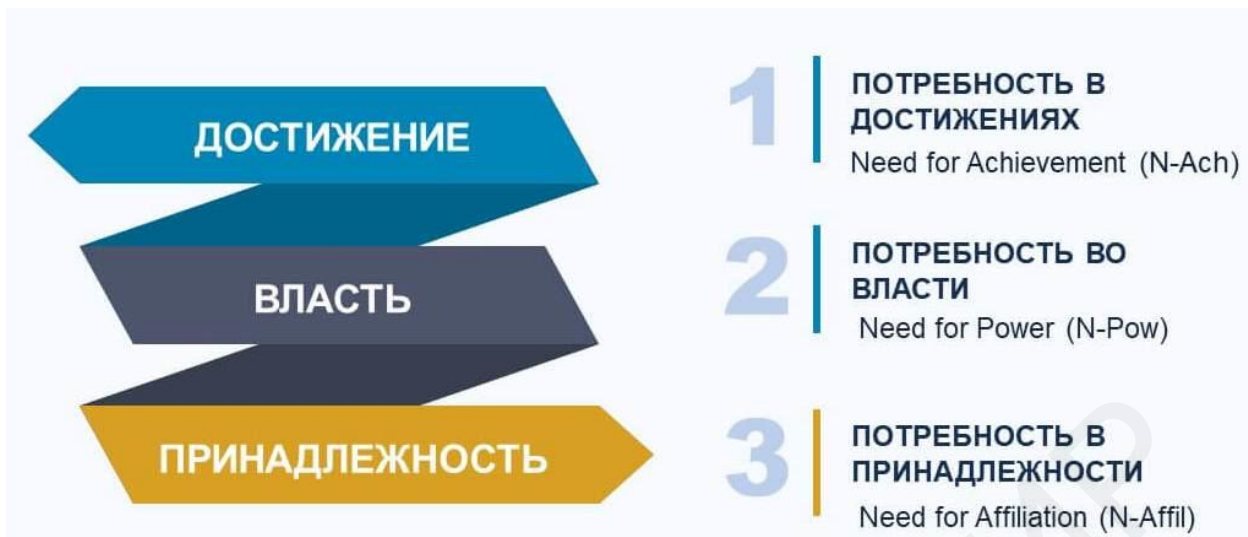 ДОСТИЖЕНИЕ
ВЛАСТЬ
ПРИНАДЛЕЖНОСТЬ
1
ПОТРЕБНОСТЬ В
ДОСТИЖЕНИЯХ
Need for Achievement (N-Ach)
2
ПОТРЕБНОСТЬ ВО
ВЛАСТИ
Need for Power (N-Pow)
3
ПОТРЕБНОСТЬ В
ПРИНАДЛЕЖНОСТИ
Need for Affiliation (N-Affil)